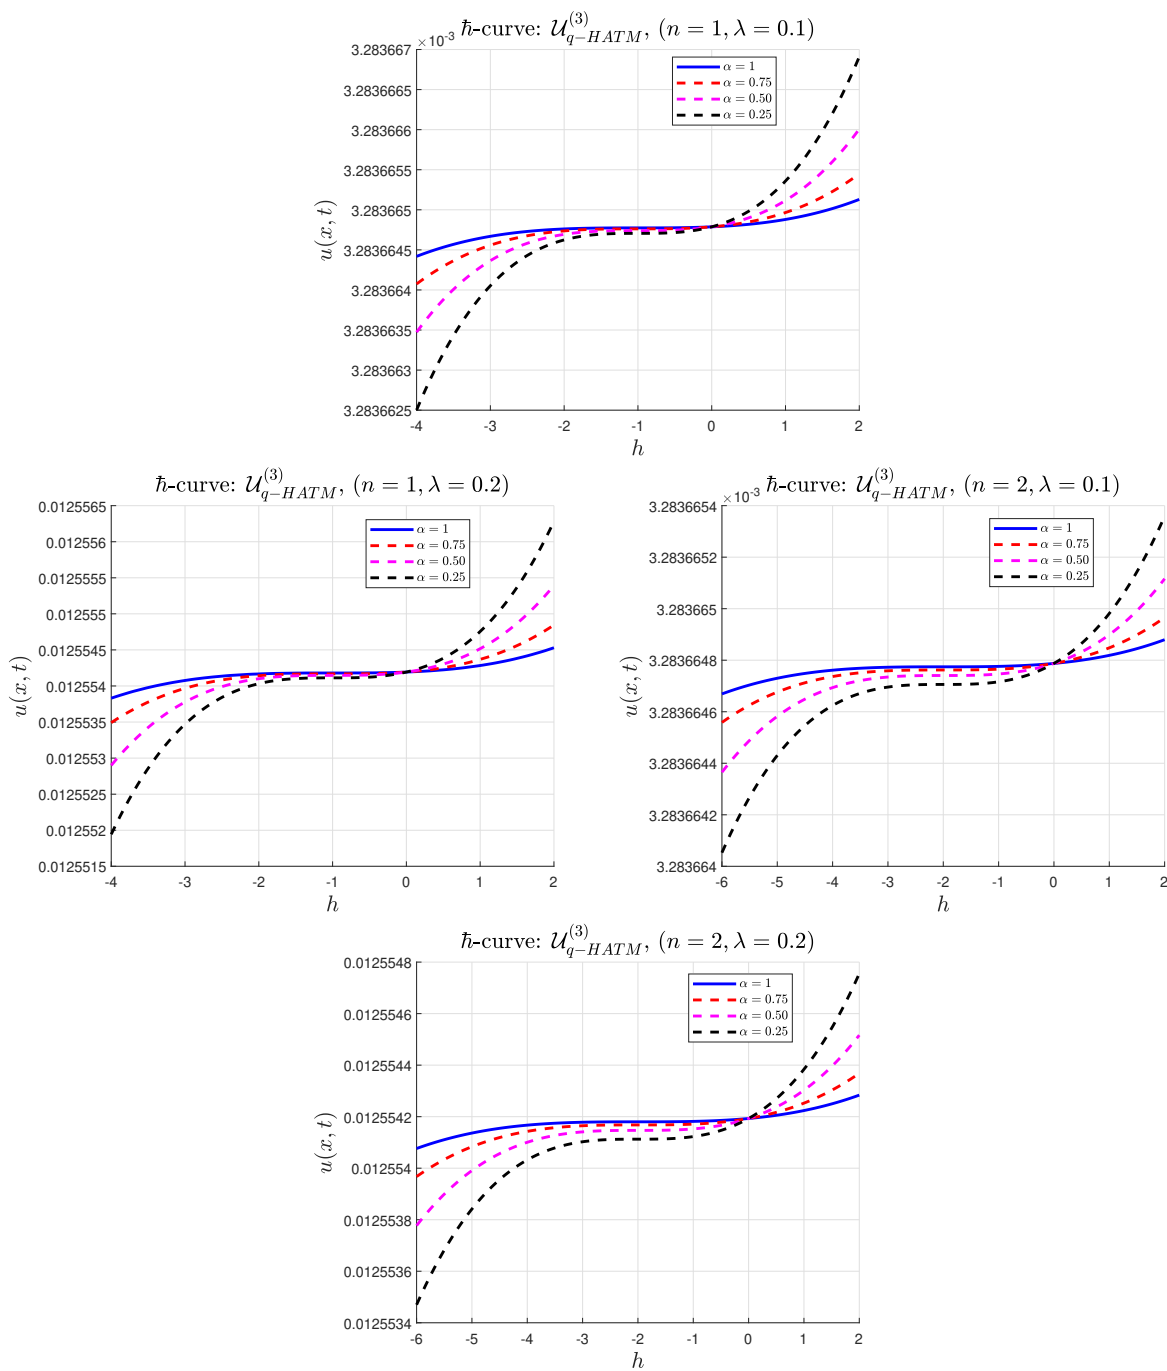 ℏ-curve: 𝒰^{(3)}_{q−HATM}, (n = 1, λ = 0.1)
×10^{-3}
3.283667
3.2836665
3.283666
3.2836655
3.283665
3.2836645
3.283664
3.2836635
3.283663
3.2836625
u(x, t)
α = 1
α = 0.75
α = 0.50
α = 0.25
-4 -3 -2 -1 0 1 2
h
ℏ-curve: 𝒰^{(3)}_{q−HATM}, (n = 1, λ = 0.2)
0.0125565
0.012556
0.0125555
0.012555
0.0125545
0.012554
0.0125535
0.012553
0.0125525
0.012552
0.0125515
u(x, t)
α = 1
α = 0.75
α = 0.50
α = 0.25
-4 -3 -2 -1 0 1 2
h
ℏ-curve: 𝒰^{(3)}_{q−HATM}, (n = 2, λ = 0.1)
×10^{-3}
3.2836654
3.2836652
3.283665
3.2836648
3.2836646
3.2836644
3.2836642
3.283664
u(x, t)
α = 1
α = 0.75
α = 0.50
α = 0.25
-6 -5 -4 -3 -2 -1 0 1 2
h
ℏ-curve: 𝒰^{(3)}_{q−HATM}, (n = 2, λ = 0.2)
0.0125548
0.0125546
0.0125544
0.0125542
0.012554
0.0125538
0.0125536
0.0125534
u(x, t)
α = 1
α = 0.75
α = 0.50
α = 0.25
-6 -5 -4 -3 -2 -1 0 1 2
h